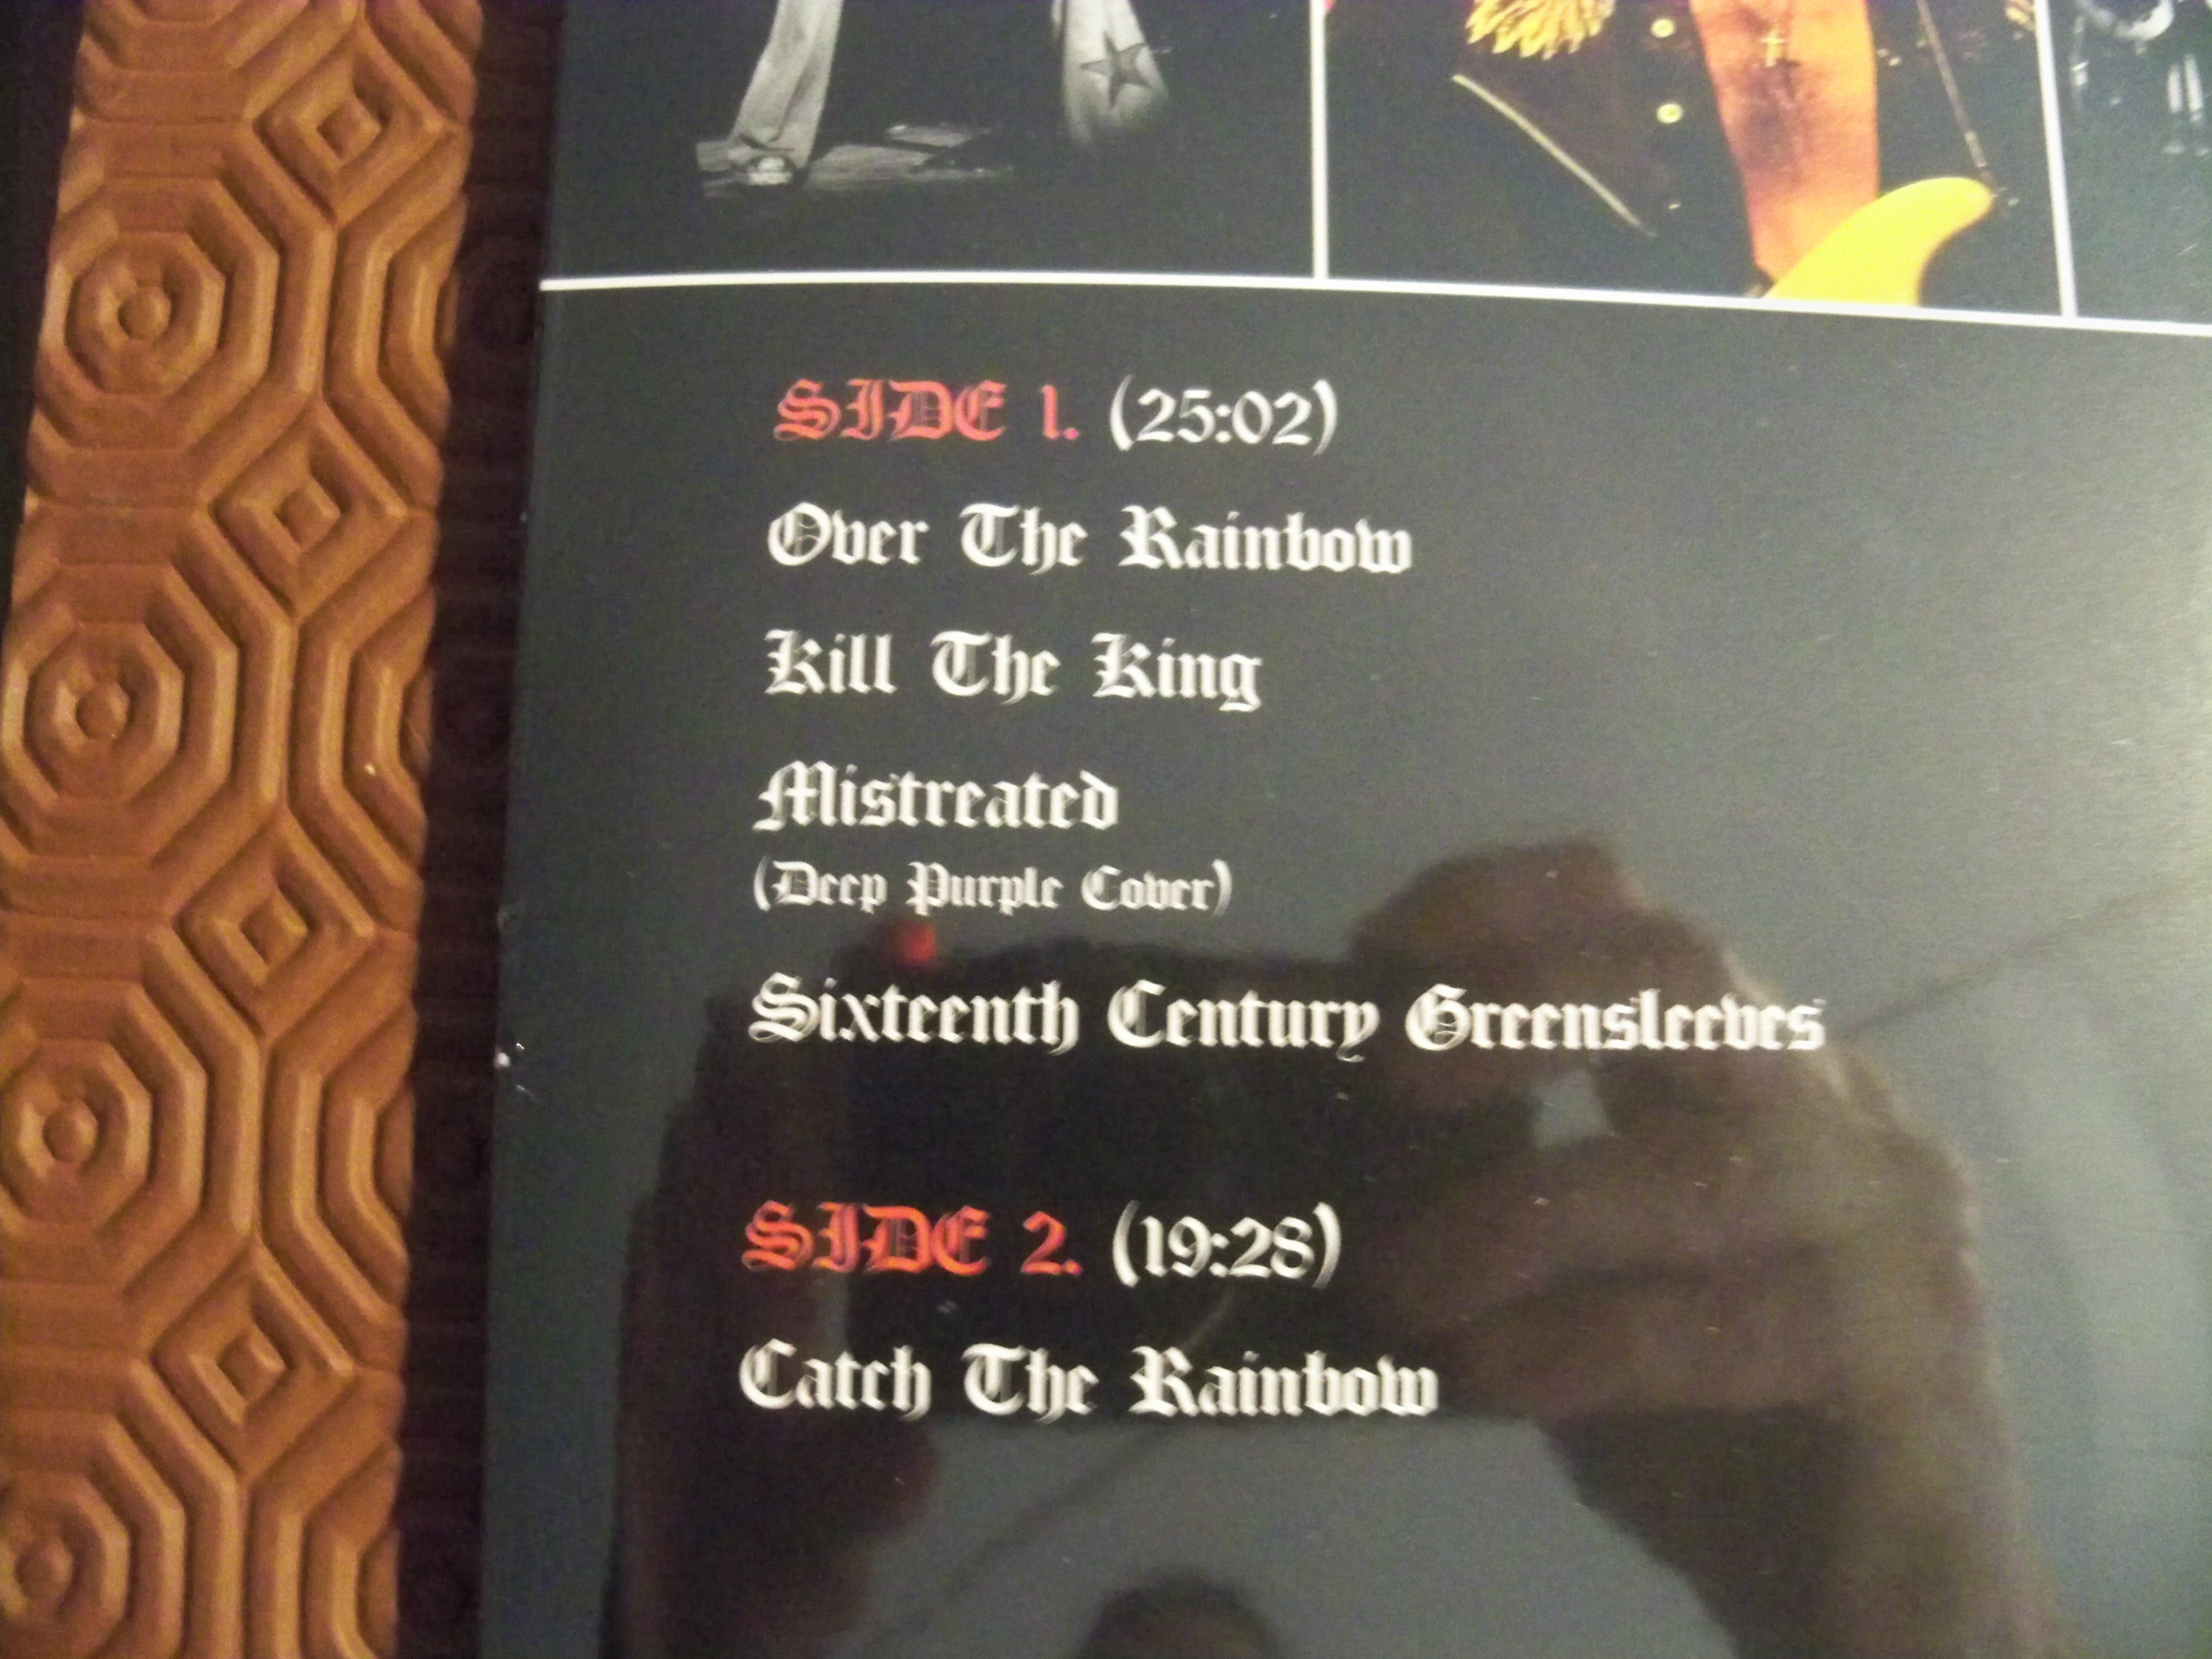 SIDE 1. (25:02)
Over The Rainbow
Kill The King
Mistreated
(Deep Purple Cover)
Sixteenth Century Greensleeves
SIDE 2. (19:28)
Catch The Rainbow